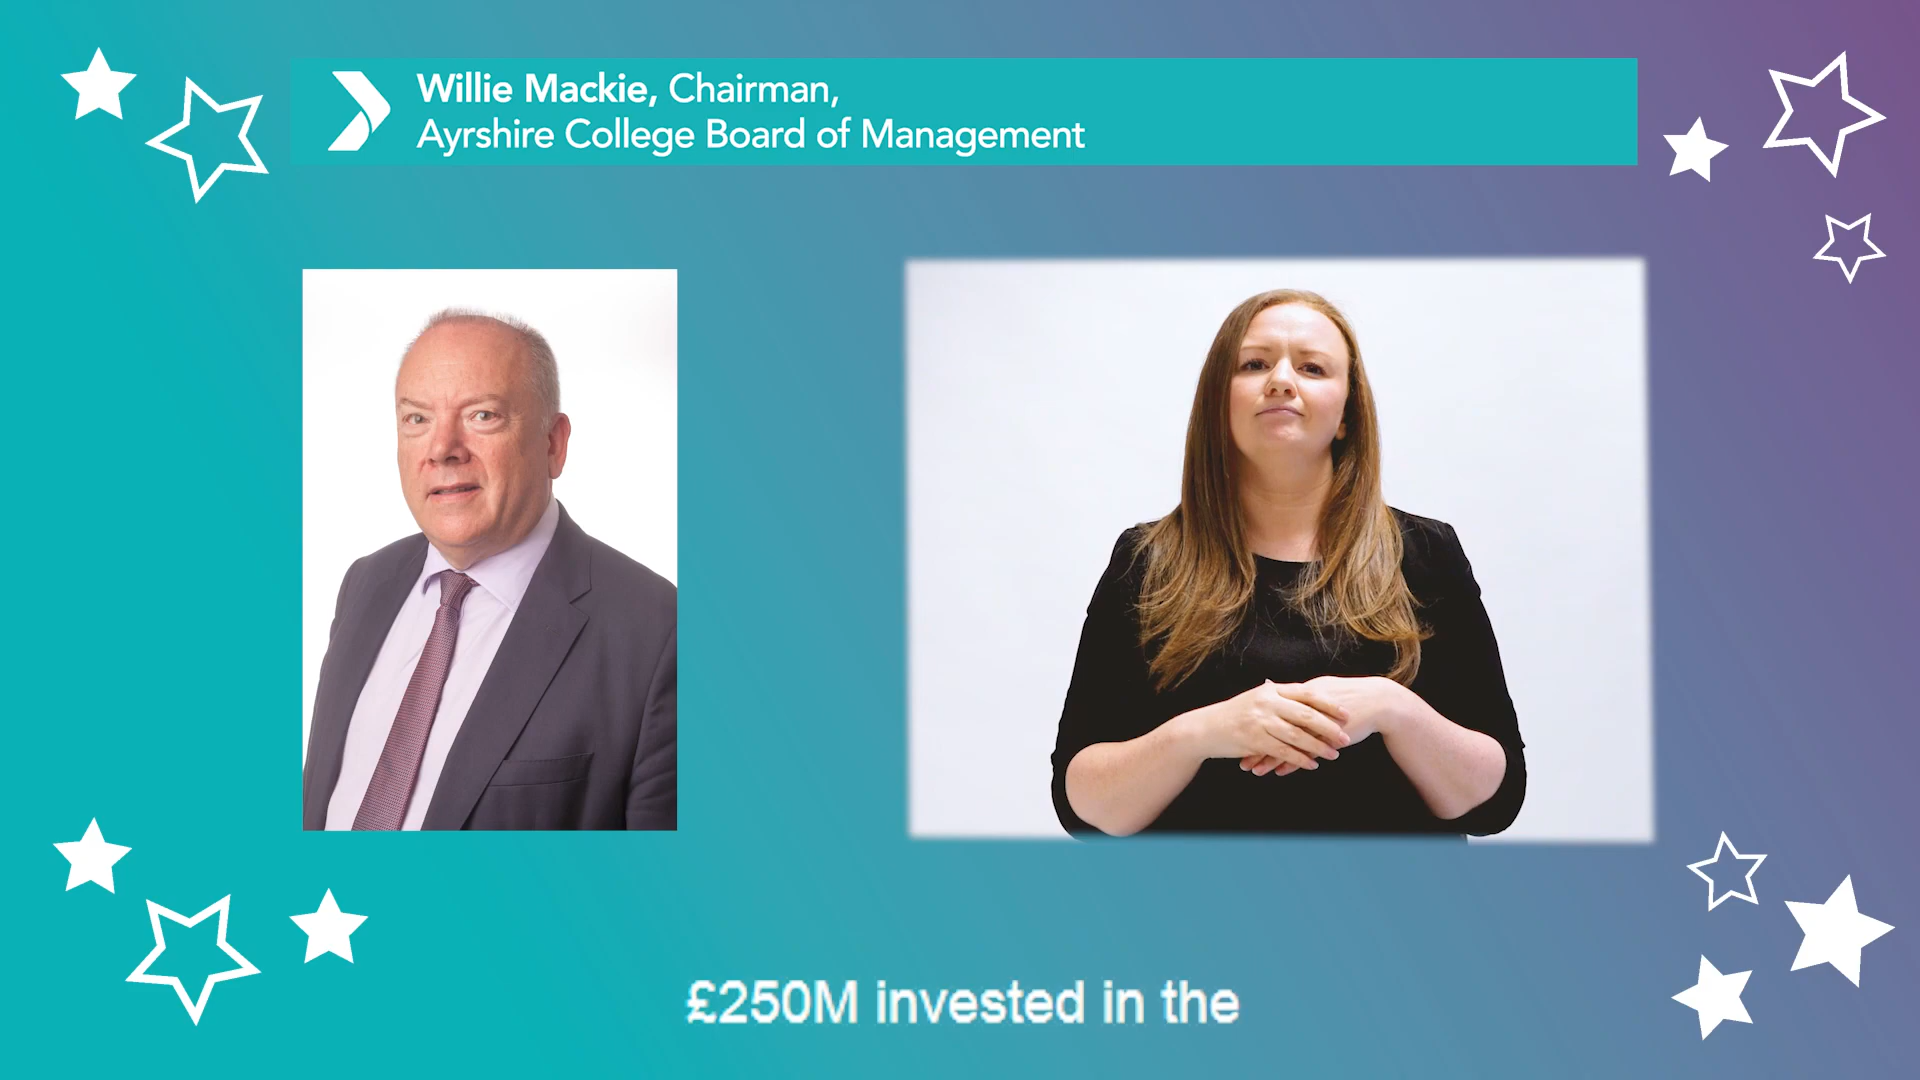 Willie Mackie, Chairman,
Ayrshire College Board of Management
£250M invested in the